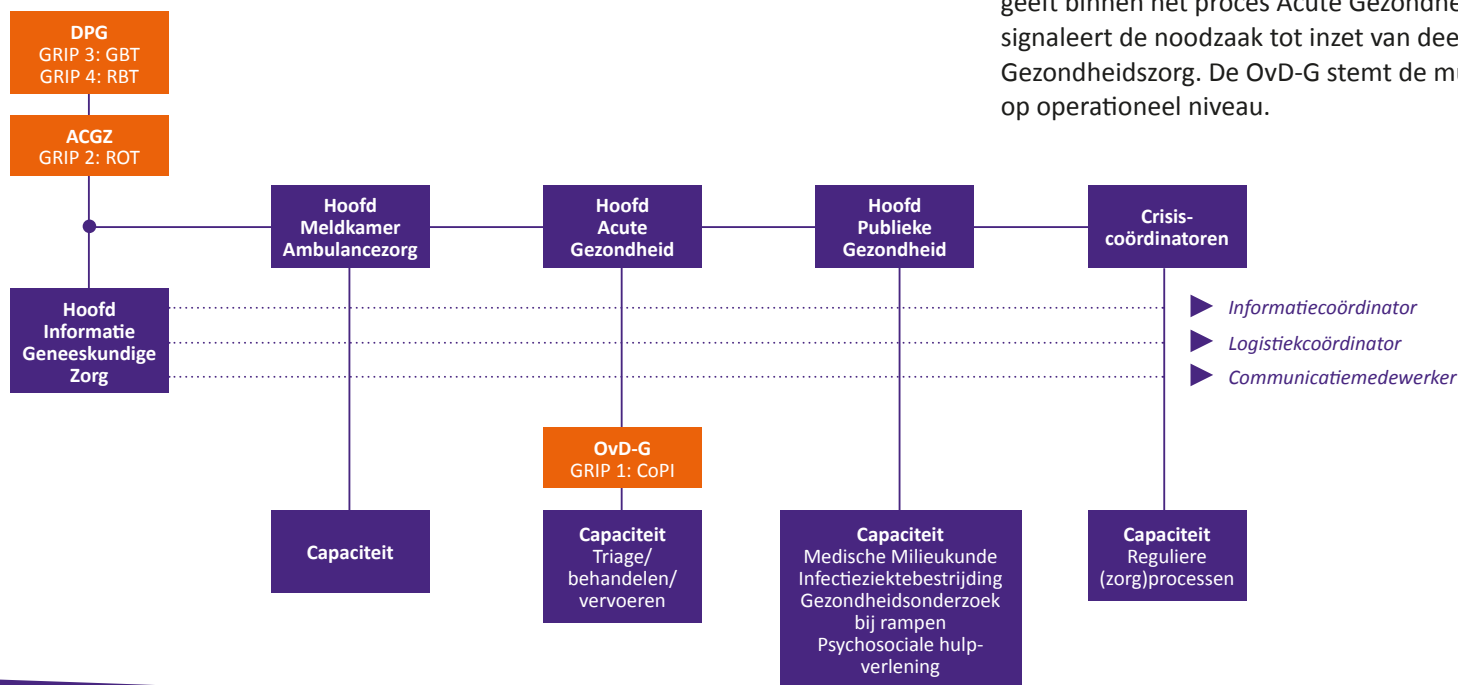 geeft binnen het proces Acute
signaleert de noodzaak tot inzet van
Gezondheidszorg. De OvD-G stemt de
op operationeel niveau.
DPG
GRIP 3: GBT
GRIP 4: RBT
ACGZ
GRIP 2: ROT
Hoofd
Meldkamer
Ambulancezorg
Hoofd
Acute
Gezondheid
Hoofd
Publieke
Gezondheid
Crisis-
coördinatoren
Hoofd
Informatie
Geneeskundige
Zorg
Informatiecoördinator
Logistiekcoördinator
Communicatiemedewerker
OvD-G
GRIP 1: CoPI
Capaciteit
Capaciteit
Triage/
behandelen/
vervoeren
Capaciteit
Medische Milieukunde
Infectieziektebestrijding
Gezondheidsonderzoek
bij rampen
Psychosociale hulp-
verlening
Capaciteit
Reguliere
(zorg)processen